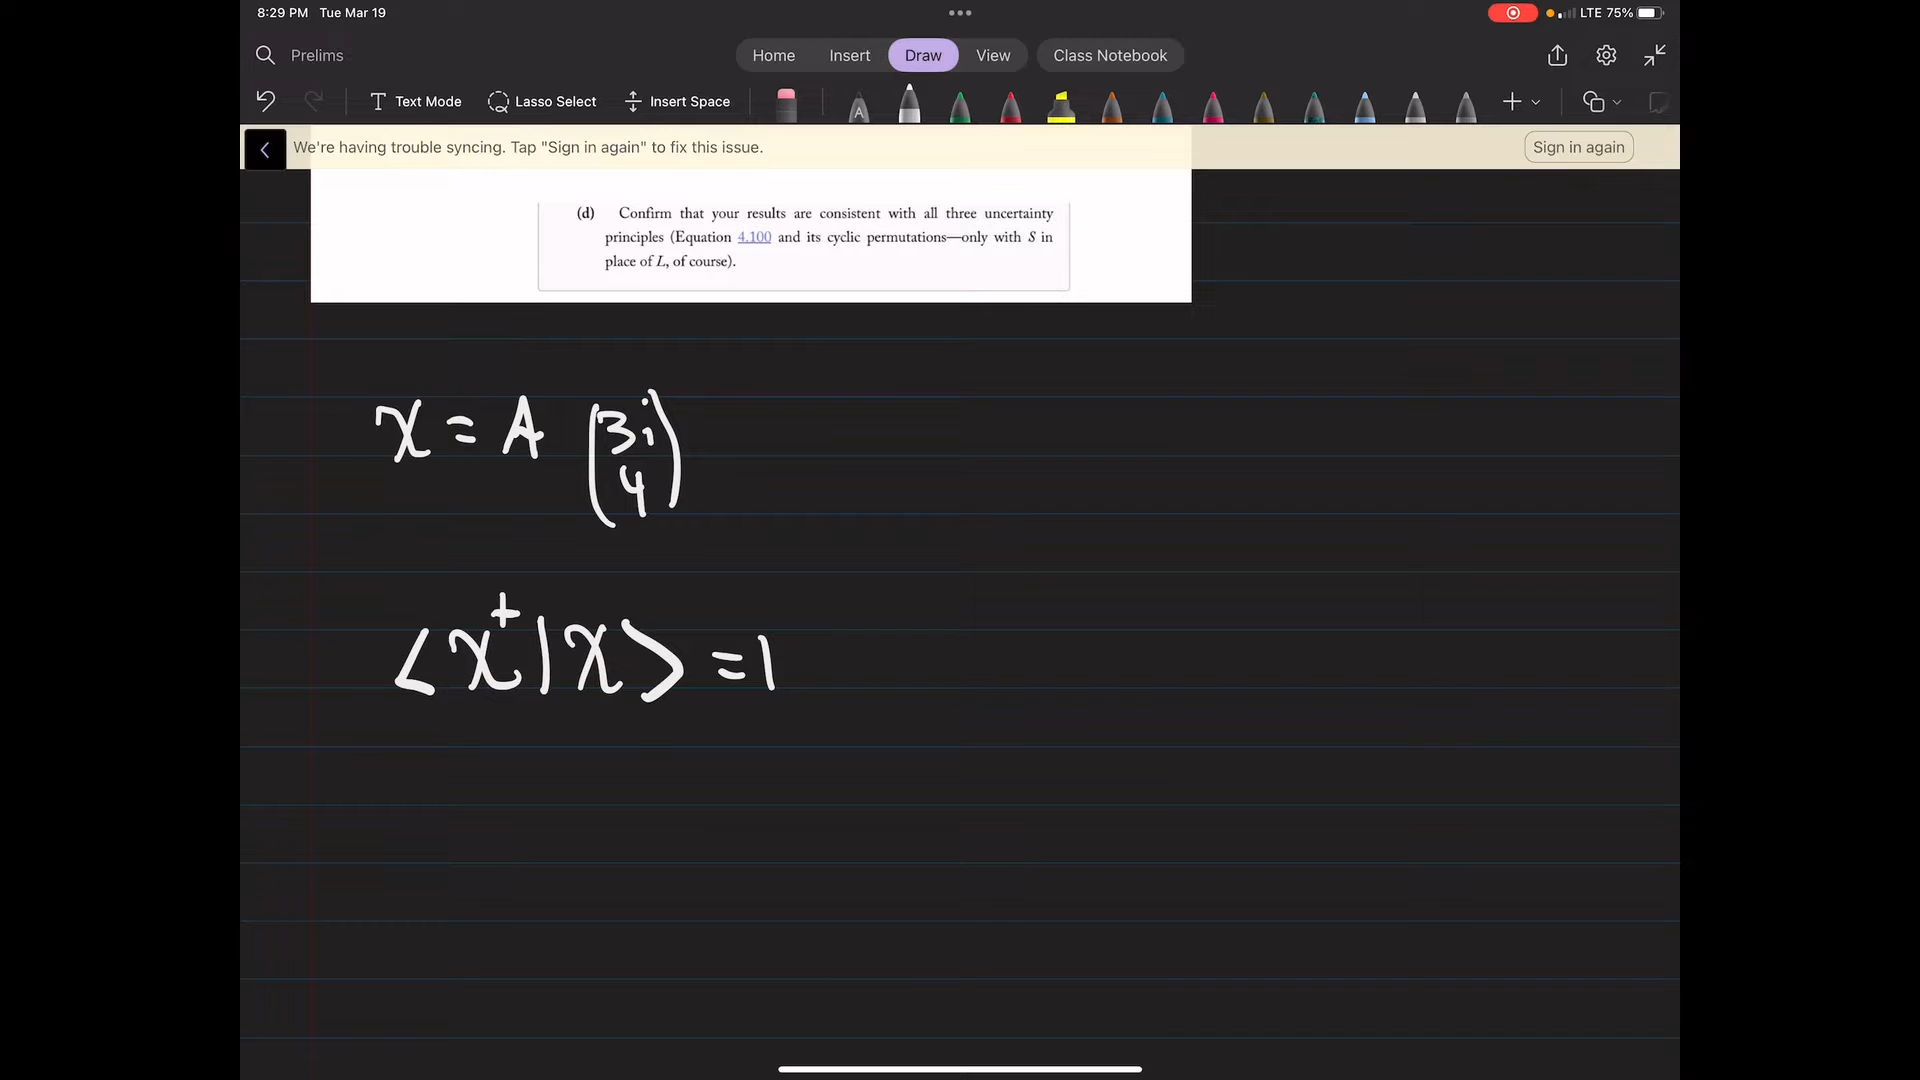 8:29 PM Tue Mar 19
LTE 75%
Prelims
Home Insert Draw View Class Notebook
Text Mode Lasso Select Insert Space
A
We're having trouble syncing. Tap "Sign in again" to fix this issue.
Sign in again
(d) Confirm that your results are consistent with all three uncertainty
principles (Equation 4.100 and its cyclic permutations—only with S in
place of L, of course).
χ = A (3i
4)
<χ†|χ> = 1